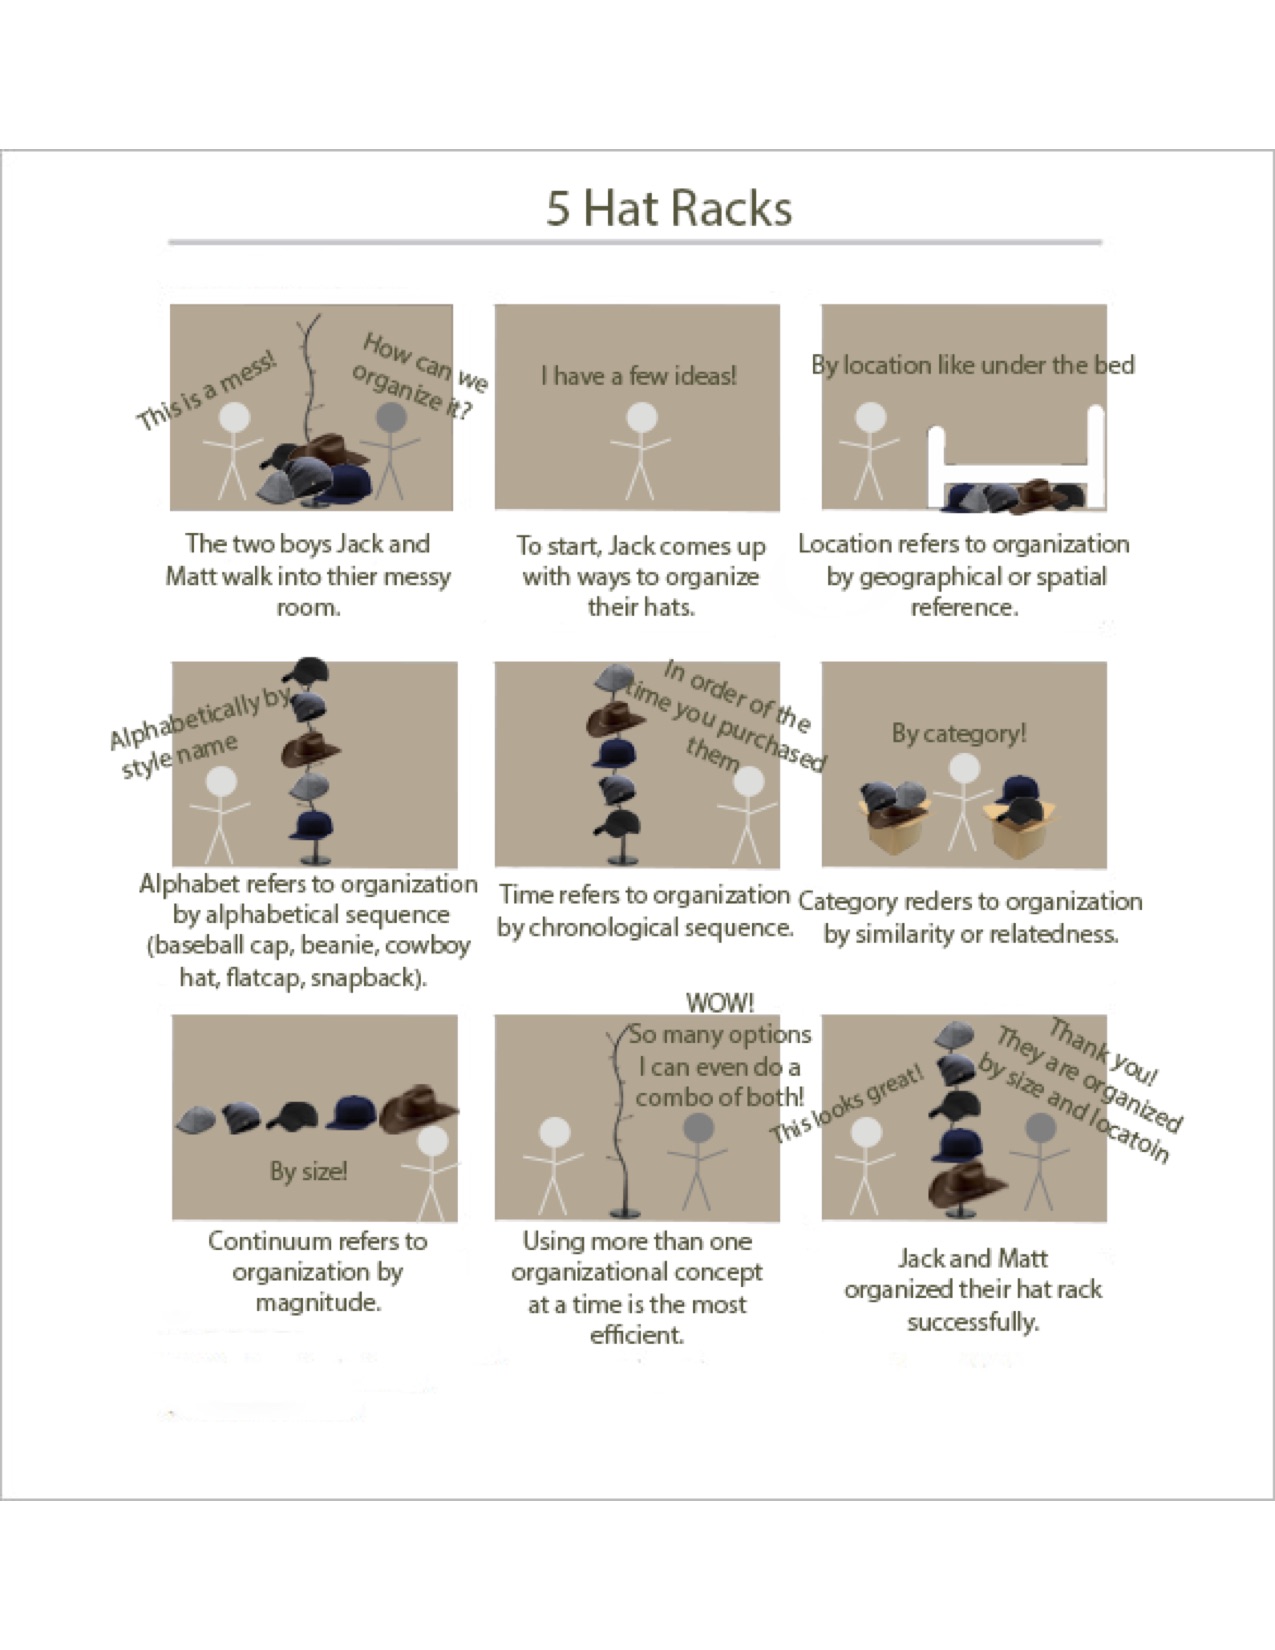 5 Hat Racks
This is a mess!
How can we
organize it?
The two boys Jack and
Matt walk into thier messy
room.
I have a few ideas!
To start, Jack comes up
with ways to organize
their hats.
By location like under the bed
Location refers to organization
by geographical or spatial
reference.
Alphabetically by
style name
Alphabet refers to organization
by alphabetical sequence
(baseball cap, beanie, cowboy
hat, flatcap, snapback).
In order of the
time you purchased
them
Time refers to organization
by chronological sequence.
By category!
Category reders to organization
by similarity or relatedness.
By size!
Continuum refers to
organization by
magnitude.
WOW!
So many options
I can even do a
combo of both!
Using more than one
organizational concept
at a time is the most
efficient.
This looks great!
Thank you!
They are organized
by size and locatoin
Jack and Matt
organized their hat rack
successfully.